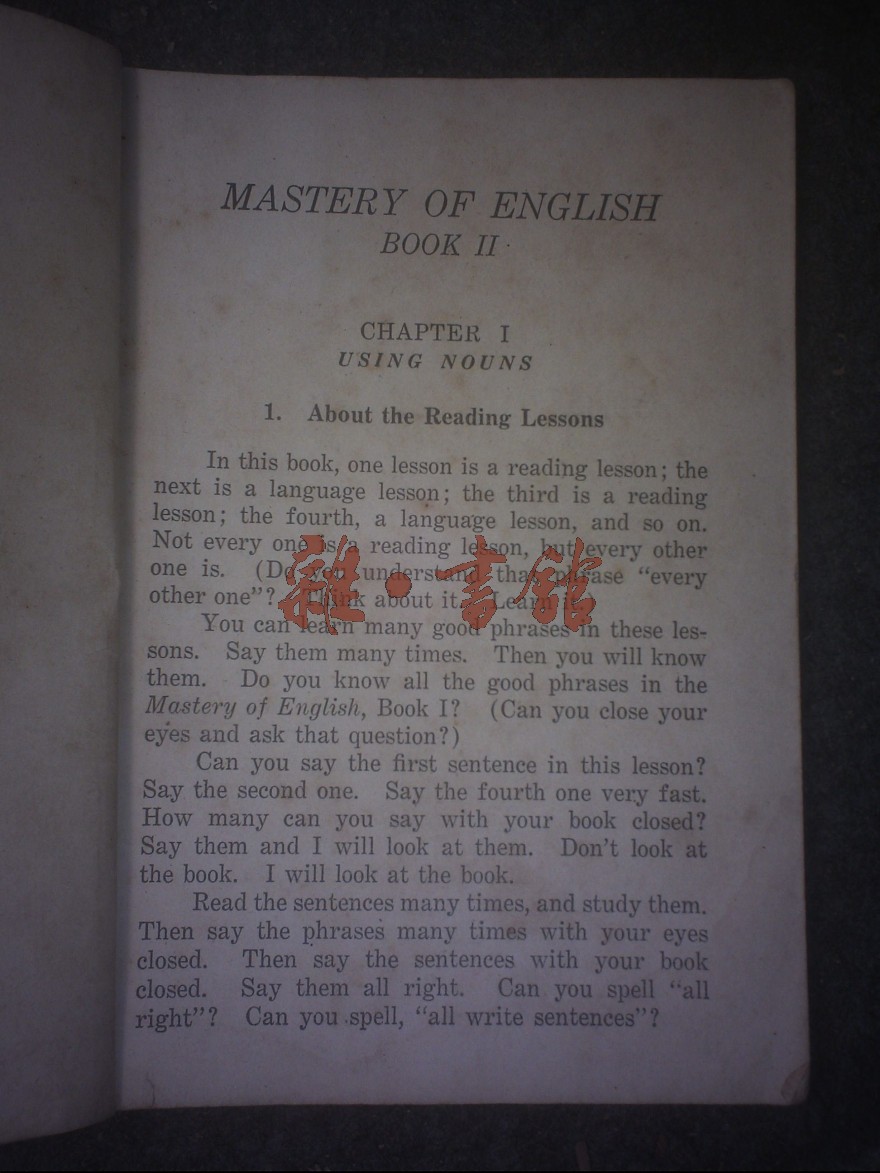 MASTERY OF ENGLISH
BOOK II
CHAPTER I
USING NOUNS
1. About the Reading Lessons
In this book, one lesson is a reading lesson; the
next is a language lesson; the third is a reading
lesson; the fourth, a language lesson, and so on.
Not every one is a reading lesson, but every other
one is. (Do you understand that phrase “every
other one”? Think about it. Learn it.
雜·書館
You can learn many good phrases in these les-
sons. Say them many times. Then you will know
them. Do you know all the good phrases in the
Mastery of English, Book I? (Can you close your
eyes and ask that question?)
Can you say the first sentence in this lesson?
Say the second one. Say the fourth one very fast.
How many can you say with your book closed?
Say them and I will look at them. Don't look at
the book. I will look at the book.
Read the sentences many times, and study them.
Then say the phrases many times with your eyes
closed. Then say the sentences with your book
closed. Say them all right. Can you spell “all
right”? Can you spell, “all write sentences”?